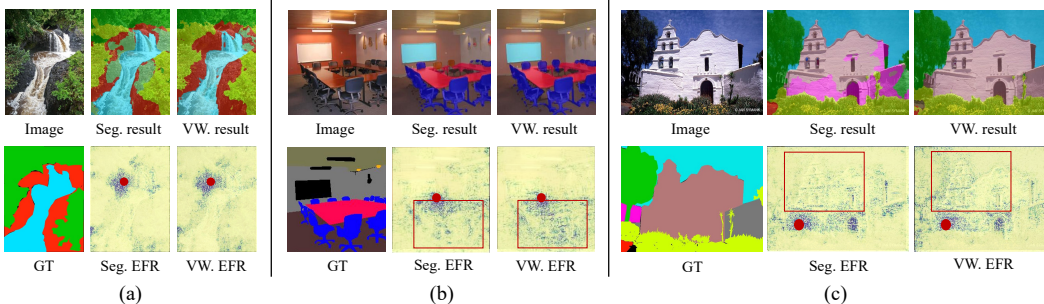 Image Seg. result VW. result
GT Seg. EFR VW. EFR
(a)
Image Seg. result VW. result
GT Seg. EFR VW. EFR
(b)
Image Seg. result VW. result
GT Seg. EFR VW. EFR
(c)